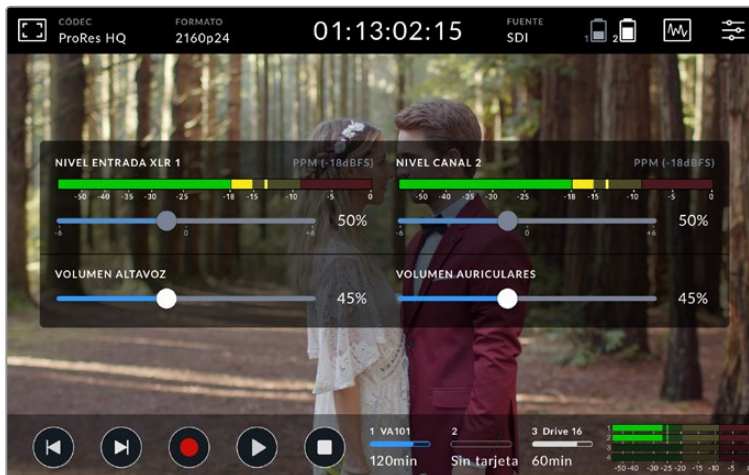 CÓDEC FORMATO FUENTE
ProRes HQ 2160p24 01:13:02:15 SDI 1 2
NIVEL ENTRADA XLR 1 PPM (-18dBFS) NIVEL CANAL 2 PPM (-18dBFS)
-50 -40 -35 -30 -25 -18 -15 -10 -5 0 -50 -40 -35 -30 -25 -18 -15 -10 -5 0
50% 50%
-6 0 +6 -6 0 +6
VOLUMEN ALTAVOZ VOLUMEN AURICULARES
45% 45%
1 VA101 2 3 Drive 16
120min Sin tarjeta 60min
1
2
3
4
-50 -40 -30 -25 -20 -15 -10 -5